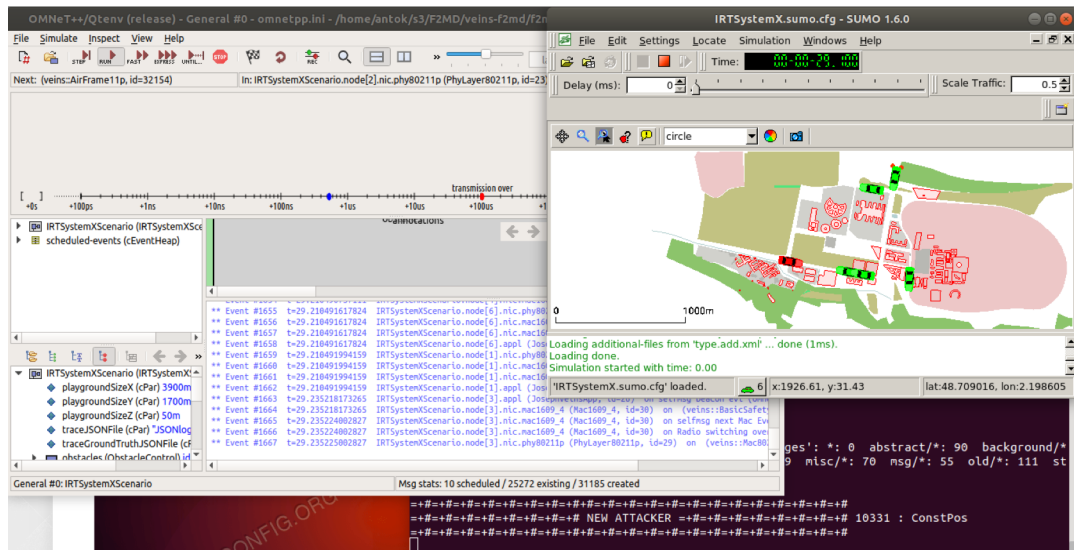 OMNeT++/Qtenv (release) - General #0 - omnetpp.ini - /home/antok/s3/F2MD/veins-f2md/f2m
File Simulate Inspect View Help
STEP RUN FAST EXPRESS UNTIL... STOP REC
Next: (veins::AirFrame11p, id=32154)
In: IRTSystemXScenario.node[2].nic.phy80211p (PhyLayer80211p, id=23)
transmission over
+0s +100ps +1ns +10ns +100ns +1us +10us +100us +1
IRTSystemXScenario (IRTSystemXSce
scheduled-events (cEventHeap)
annotations
** Event #1655 t=29.210491617824 IRTSystemXScenario.node[6].nic.phy80
** Event #1656 t=29.210491617824 IRTSystemXScenario.node[6].nic.mac16
** Event #1657 t=29.210491617824 IRTSystemXScenario.node[6].nic.mac16
** Event #1658 t=29.210491617824 IRTSystemXScenario.node[6].appl (Jos
** Event #1659 t=29.210491994159 IRTSystemXScenario.node[1].nic.phy80
** Event #1660 t=29.210491994159 IRTSystemXScenario.node[1].nic.mac16
** Event #1661 t=29.210491994159 IRTSystemXScenario.node[1].nic.mac16
** Event #1662 t=29.210491994159 IRTSystemXScenario.node[1].appl (Jos
** Event #1663 t=29.235218173265 IRTSystemXScenario.node[3].appl (JosephVeinsApp, id=28) on selfmsg beacon evt (omn
** Event #1664 t=29.235218173265 IRTSystemXScenario.node[3].nic.mac1609_4 (Mac1609_4, id=30) on (veins::BasicSafety
** Event #1665 t=29.235224002827 IRTSystemXScenario.node[3].nic.mac1609_4 (Mac1609_4, id=30) on selfmsg next Mac Eve
** Event #1666 t=29.235224002827 IRTSystemXScenario.node[3].nic.mac1609_4 (Mac1609_4, id=30) on Radio switching over
** Event #1667 t=29.235225002827 IRTSystemXScenario.node[3].nic.phy80211p (PhyLayer80211p, id=29) on (veins::Mac80
IRTSystemXScenario (IRTSystemXS
playgroundSizeX (cPar) 3900m
playgroundSizeY (cPar) 1700m
playgroundSizeZ (cPar) 50m
traceJSONFile (cPar) "JSONlog
traceGroundTruthJSONFile (cP
obstacles (ObstacleControl) id
General #0: IRTSystemXScenario
Msg stats: 10 scheduled / 25272 existing / 31185 created
IRTSystemX.sumo.cfg - SUMO 1.6.0
File Edit Settings Locate Simulation Windows Help
Time: 00-00-29.100
Delay (ms): 0
Scale Traffic: 0.5
circle
0 1000m
Loading additional-files from 'type.add.xml' ... done (1ms).
Loading done.
Simulation started with time: 0.00
'IRTSystemX.sumo.cfg' loaded.
6
x:1926.61, y:31.43
lat:48.709016, lon:2.198605
ges': *: 0 abstract/*: 90 background/*
9 misc/*: 70 msg/*: 55 old/*: 111 st
=+#=+#=+#=+#=+#=+#=+#=+#=+#=+#=+#=+#=+#=+#=+#=+#=+#=+#=+#=+#
=+#=+#=+#=+#=+#=+#=+# NEW ATTACKER =+#=+#=+#=+#=+#=+#=+#=+# 10331 : ConstPos
=+#=+#=+#=+#=+#=+#=+#=+#=+#=+#=+#=+#=+#=+#=+#=+#=+#=+#=+#=+#
ONFIG.ORG